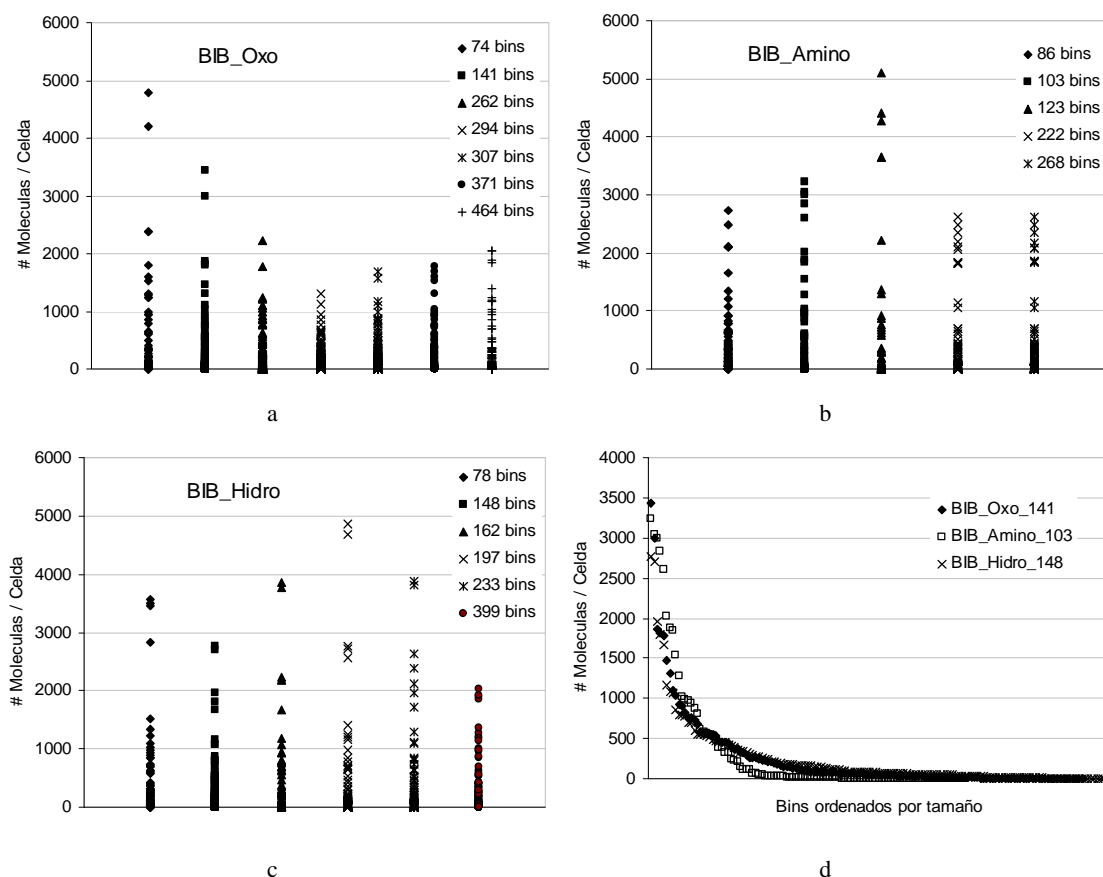 6000
5000
4000
3000
2000
1000
0
# Moleculas / Celda
BIB_Oxo
74 bins
141 bins
262 bins
294 bins
307 bins
371 bins
464 bins
a
6000
5000
4000
3000
2000
1000
0
# Moleculas / Celda
BIB_Amino
86 bins
103 bins
123 bins
222 bins
268 bins
b
6000
5000
4000
3000
2000
1000
0
# Moleculas / Celda
BIB_Hidro
78 bins
148 bins
162 bins
197 bins
233 bins
399 bins
c
4000
3500
3000
2500
2000
1500
1000
500
0
# Moleculas / Celda
BIB_Oxo_141
BIB_Amino_103
BIB_Hidro_148
Bins ordenados por tamaño
d